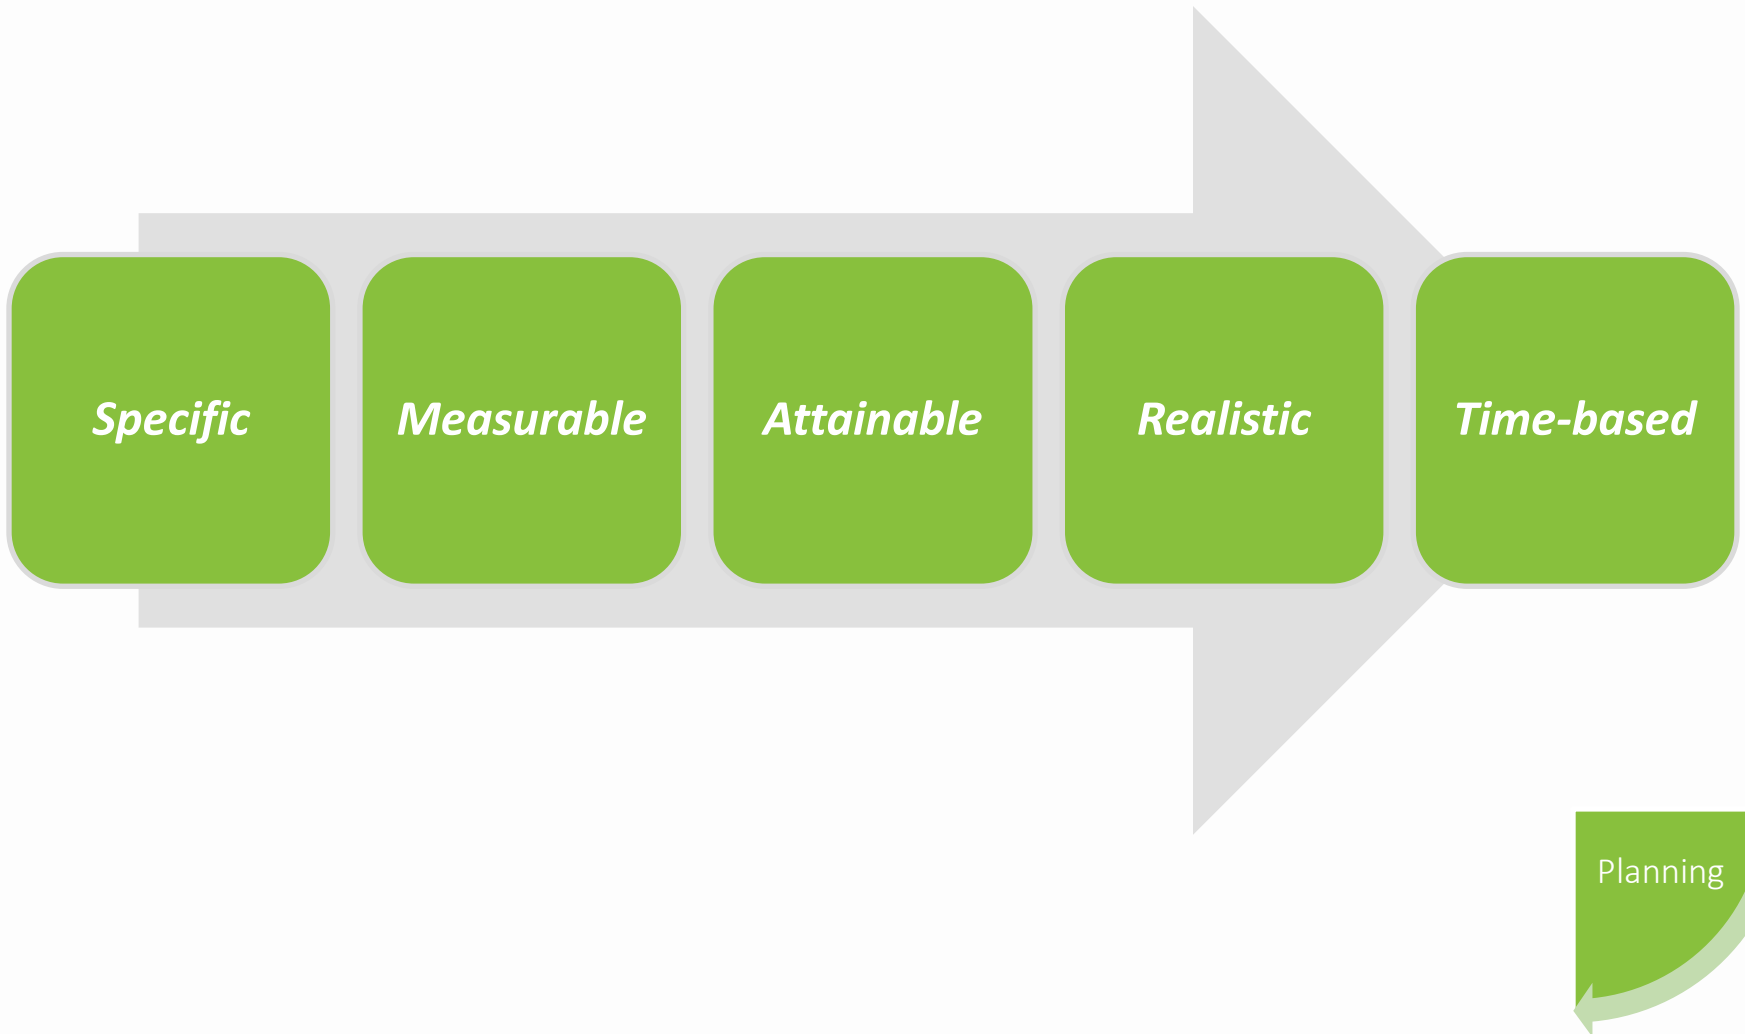 Specific
Measurable
Attainable
Realistic
Time-based
Planning